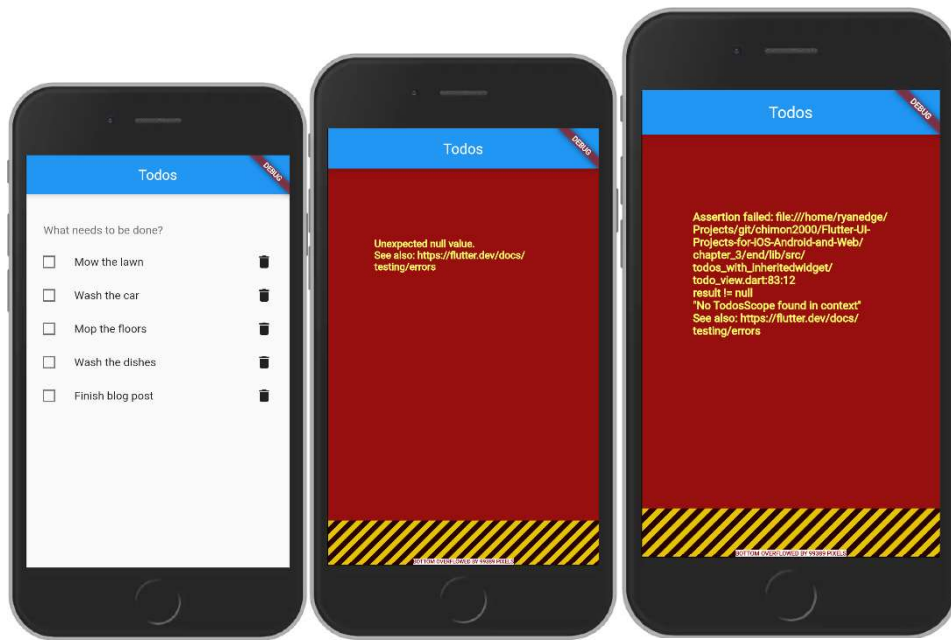 Todos
DEBUG
What needs to be done?
Mow the lawn
Wash the car
Mop the floors
Wash the dishes
Finish blog post
Todos
DEBUG
Unexpected null value.
See also: https://flutter.dev/docs/
testing/errors
BOTTOM OVERFLOWED BY 99389 PIXELS
Todos
DEBUG
Assertion failed: file:///home/ryanedge/
Projects/git/chimon2000/Flutter-UI-
Projects-for-iOS-Android-and-Web/
chapter_3/end/lib/src/
todos_with_inheritedwidget/
todo_view.dart:83:12
result != null
"No TodosScope found in context"
See also: https://flutter.dev/docs/
testing/errors
BOTTOM OVERFLOWED BY 99389 PIXELS